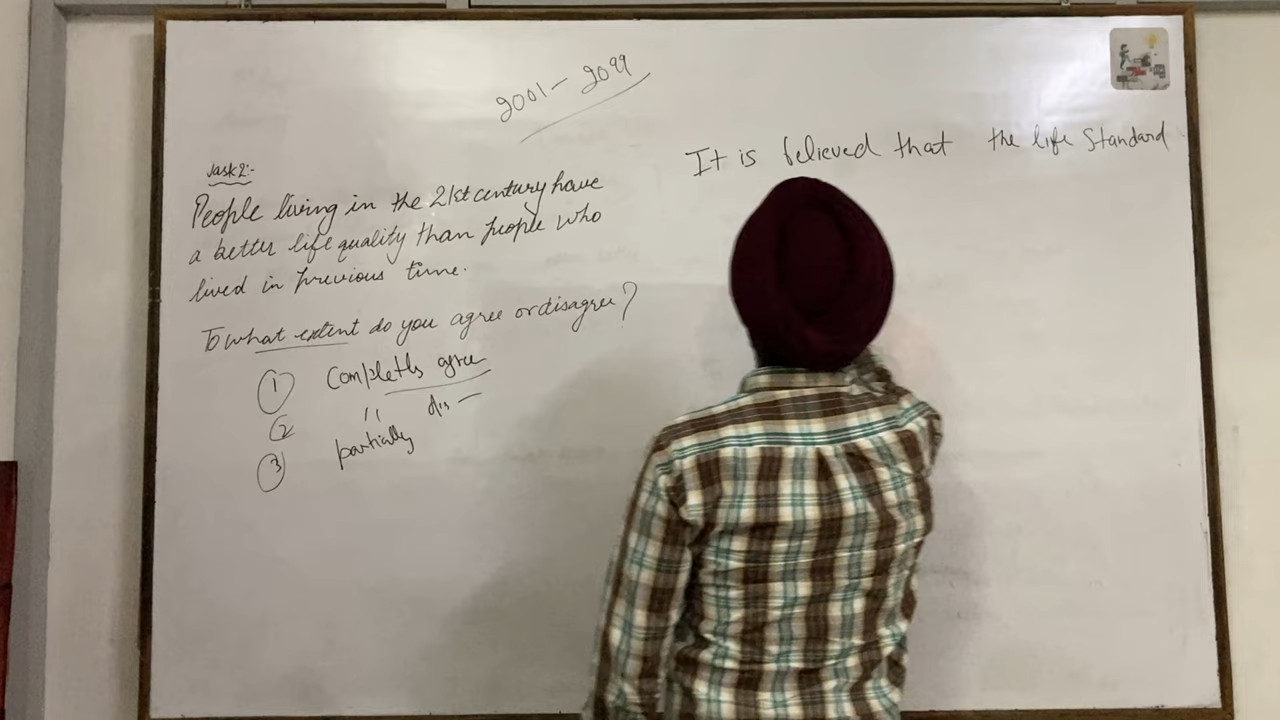 2001 - 2099
Task 2:-
People living in the 21st century have
a better life quality than people who
lived in previous time.
To what extent do you agree or disagree?
1 Completly agree
2 " dis -
3 partially
It is believed that the life Standard